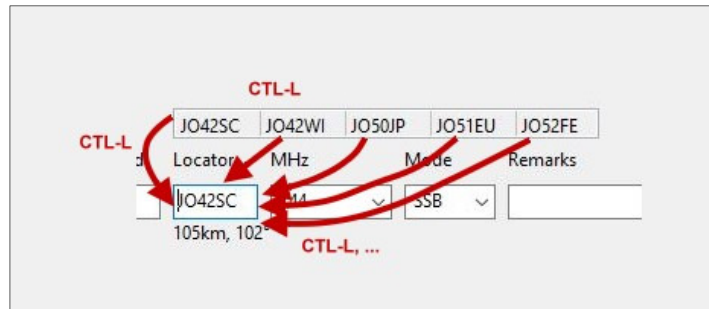 CTL-L
JO42SC JO42WI JO50JP JO51EU JO52FE
CTL-L
Locator MHz Mode Remarks
JO42SC SSB
105km, 102°
CTL-L, ...